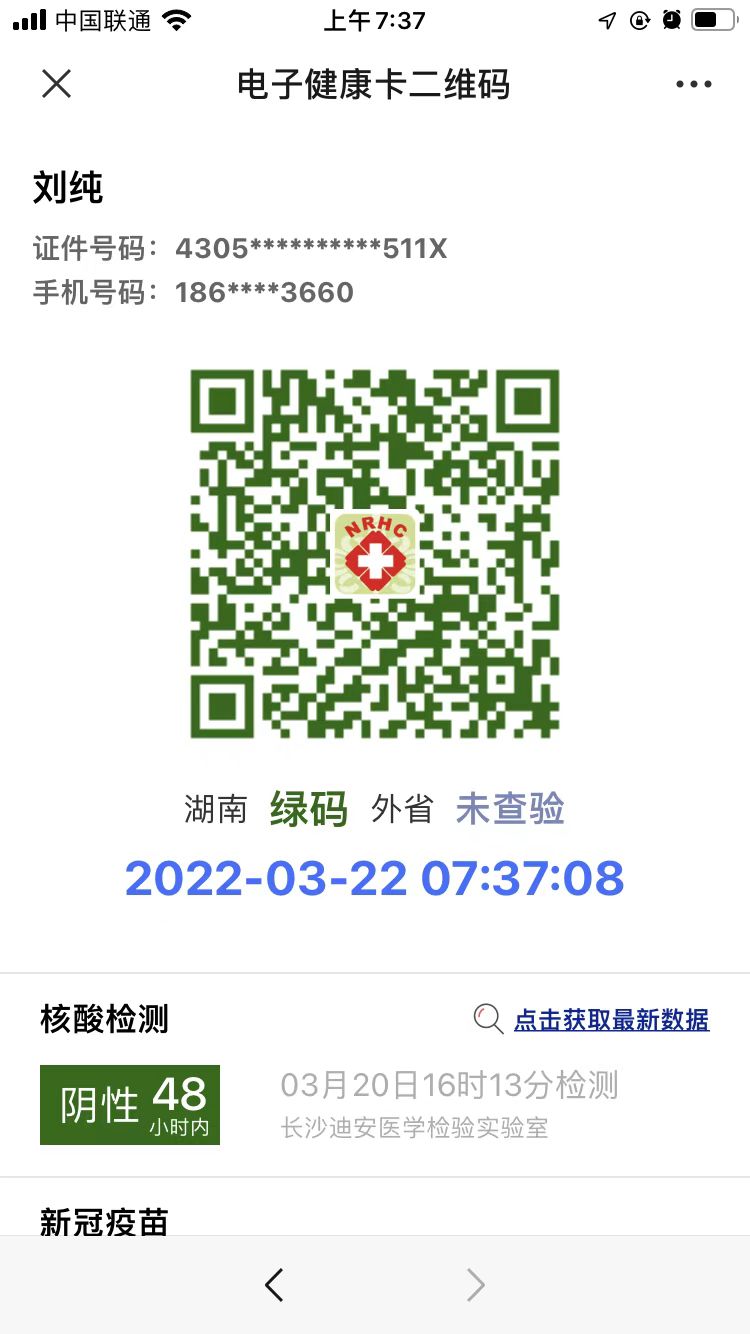 中国联通 上午7:37
电子健康卡二维码
刘纯
证件号码：4305**********511X
手机号码：186****3660
NRHC
湖南 绿码 外省 未查验
2022-03-22 07:37:08
核酸检测 点击获取最新数据
阴性 48 小时内
03月20日16时13分检测
长沙迪安医学检验实验室
新冠疫苗